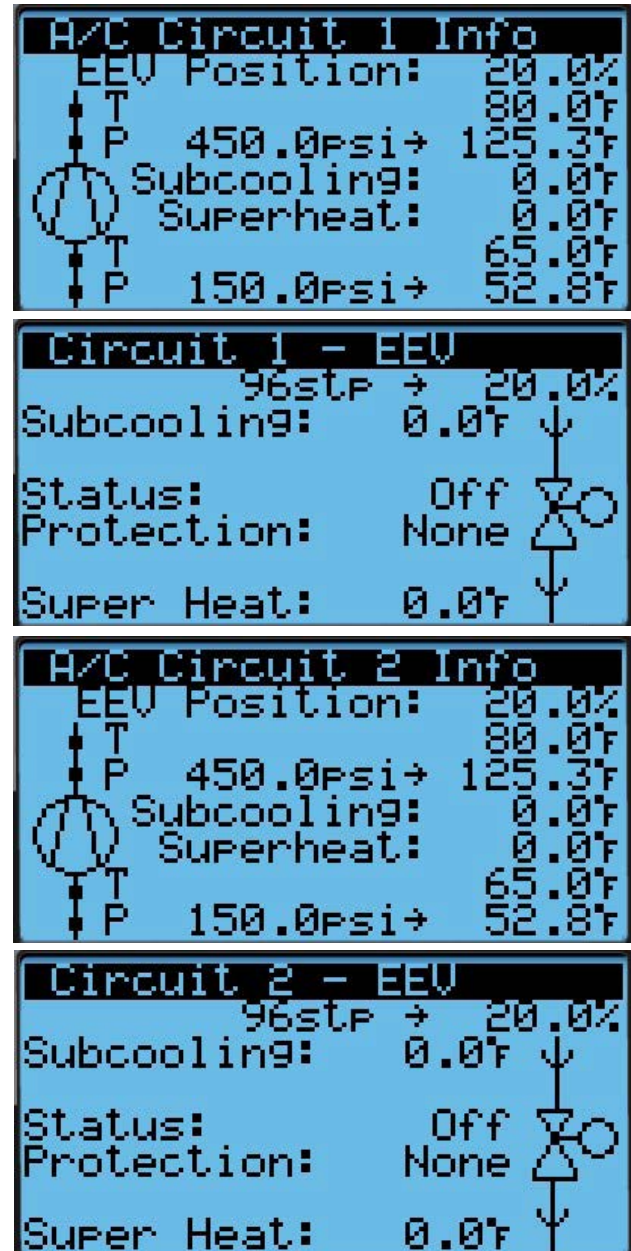 A/C Circuit 1 Info
EEV Position: 20.0%
T 80.0°F
P 450.0psi→ 125.3°F
Subcooling: 0.0°F
Superheat: 0.0°F
T 65.0°F
P 150.0psi→ 52.8°F
Circuit 1 - EEV
96stp → 20.0%
Subcooling: 0.0°F
Status: Off
Protection: None
Super Heat: 0.0°F
A/C Circuit 2 Info
EEV Position: 20.0%
T 80.0°F
P 450.0psi→ 125.3°F
Subcooling: 0.0°F
Superheat: 0.0°F
T 65.0°F
P 150.0psi→ 52.8°F
Circuit 2 - EEV
96stp → 20.0%
Subcooling: 0.0°F
Status: Off
Protection: None
Super Heat: 0.0°F